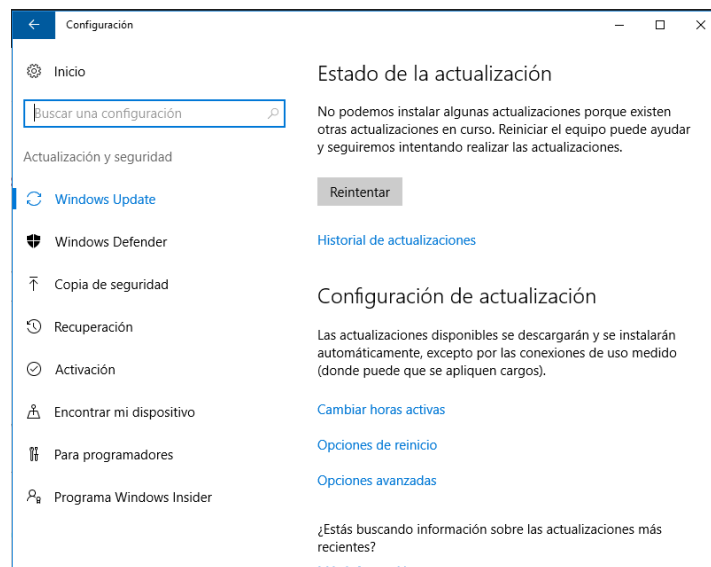 Configuración
Inicio
Buscar una configuración
Actualización y seguridad
Windows Update
Windows Defender
Copia de seguridad
Recuperación
Activación
Encontrar mi dispositivo
Para programadores
Programa Windows Insider
Estado de la actualización
No podemos instalar algunas actualizaciones porque existen
otras actualizaciones en curso. Reiniciar el equipo puede ayudar
y seguiremos intentando realizar las actualizaciones.
Reintentar
Historial de actualizaciones
Configuración de actualización
Las actualizaciones disponibles se descargarán y se instalarán
automáticamente, excepto por las conexiones de uso medido
(donde puede que se apliquen cargos).
Cambiar horas activas
Opciones de reinicio
Opciones avanzadas
¿Estás buscando información sobre las actualizaciones más
recientes?